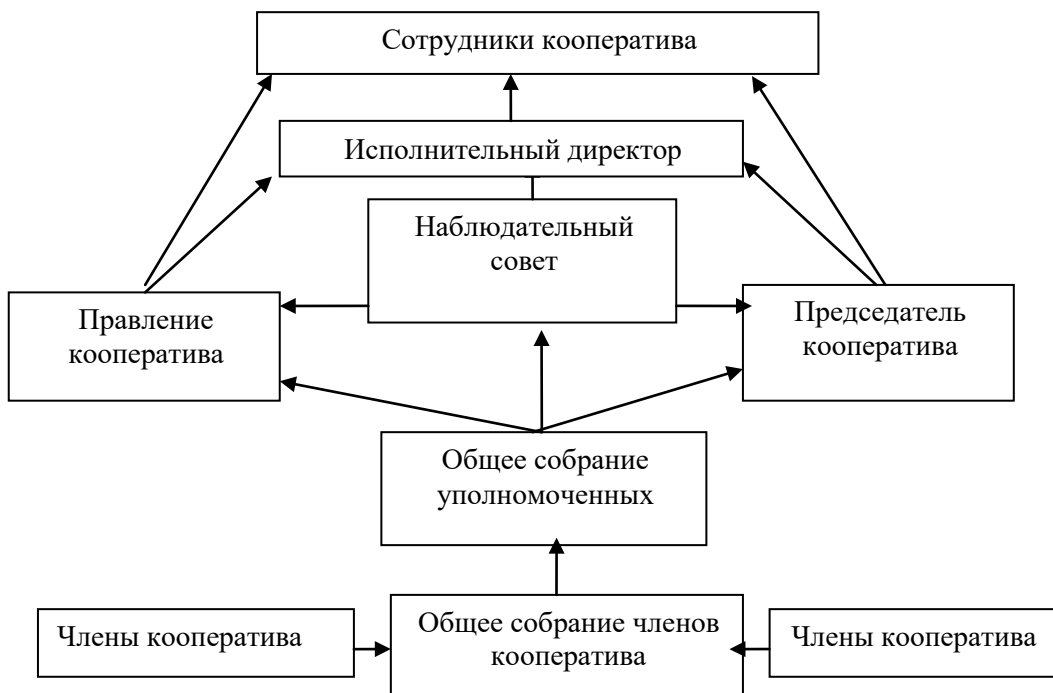 Сотрудники кооператива
Исполнительный директор
Наблюдательный
совет
Правление
кооператива
Председатель
кооператива
Общее собрание
уполномоченных
Члены кооператива
Общее собрание членов
кооператива
Члены кооператива